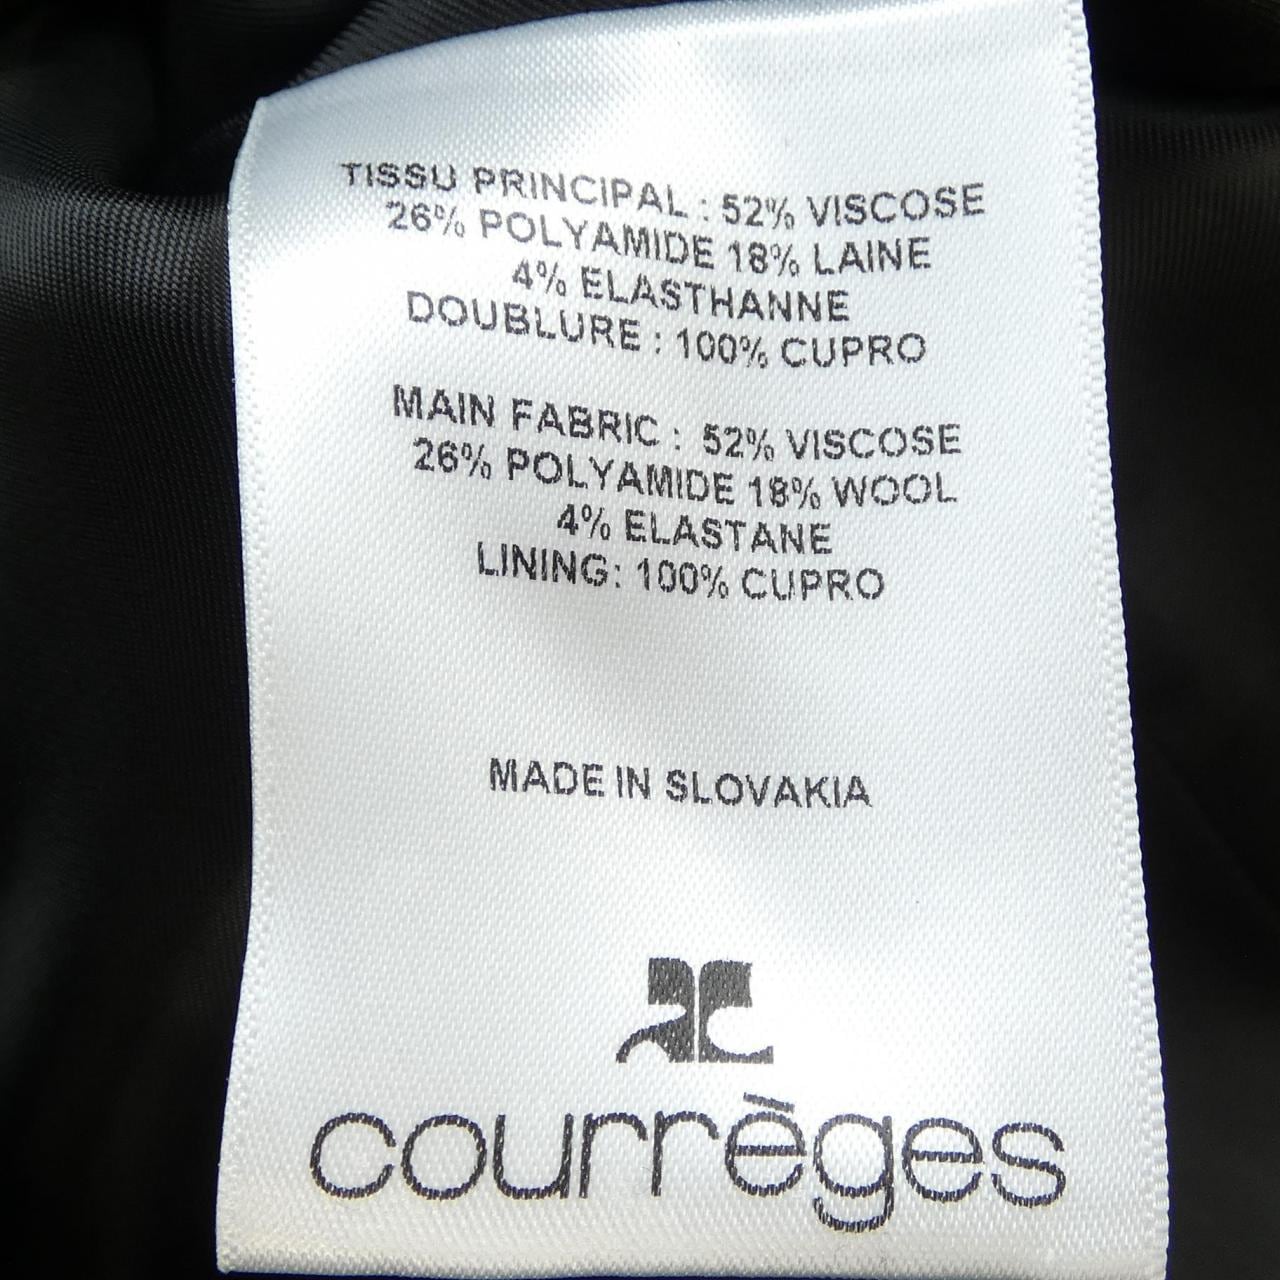 TISSU PRINCIPAL : 52% VISCOSE
26% POLYAMIDE 18% LAINE
4% ELASTHANNE
DOUBLURE : 100% CUPRO
MAIN FABRIC : 52% VISCOSE
26% POLYAMIDE 18% WOOL
4% ELASTANE
LINING: 100% CUPRO
MADE IN SLOVAKIA
courrèges